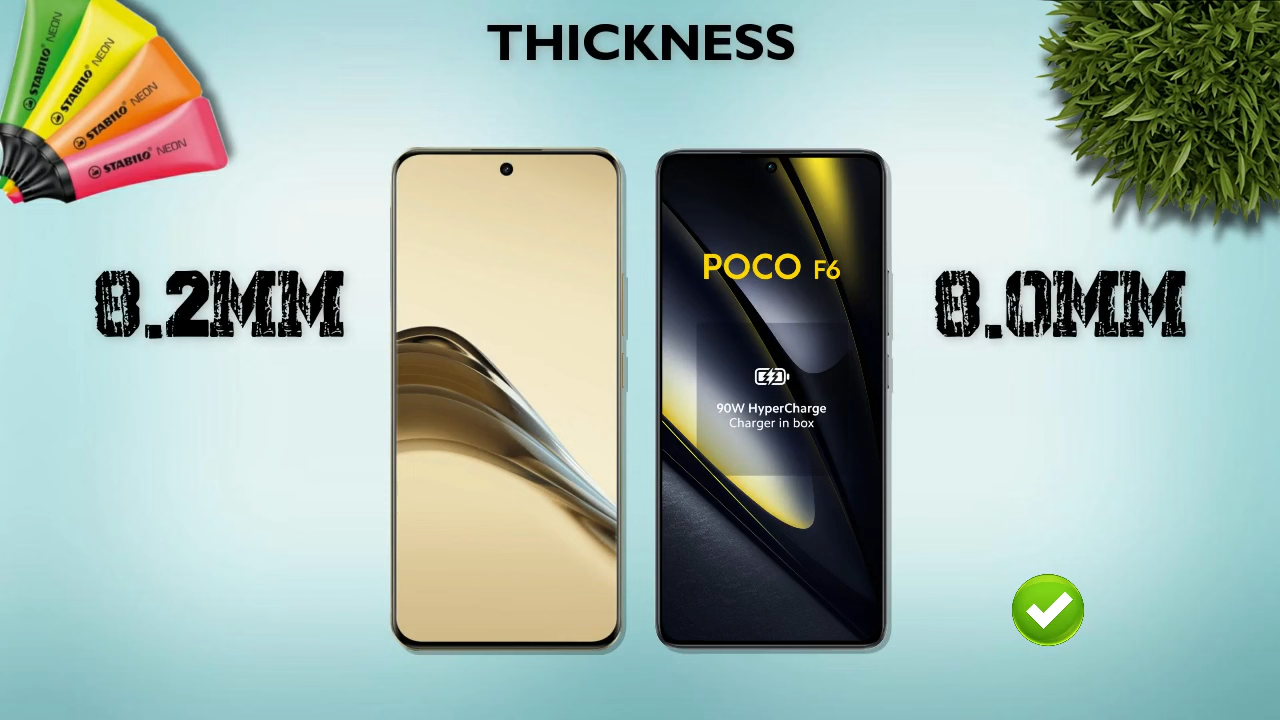 THICKNESS
STABILO® NEON
STABILO® NEON
STABILO® NEON
STABILO® NEON
8.2MM
8.0MM
POCO F6
90W HyperCharge
Charger in box